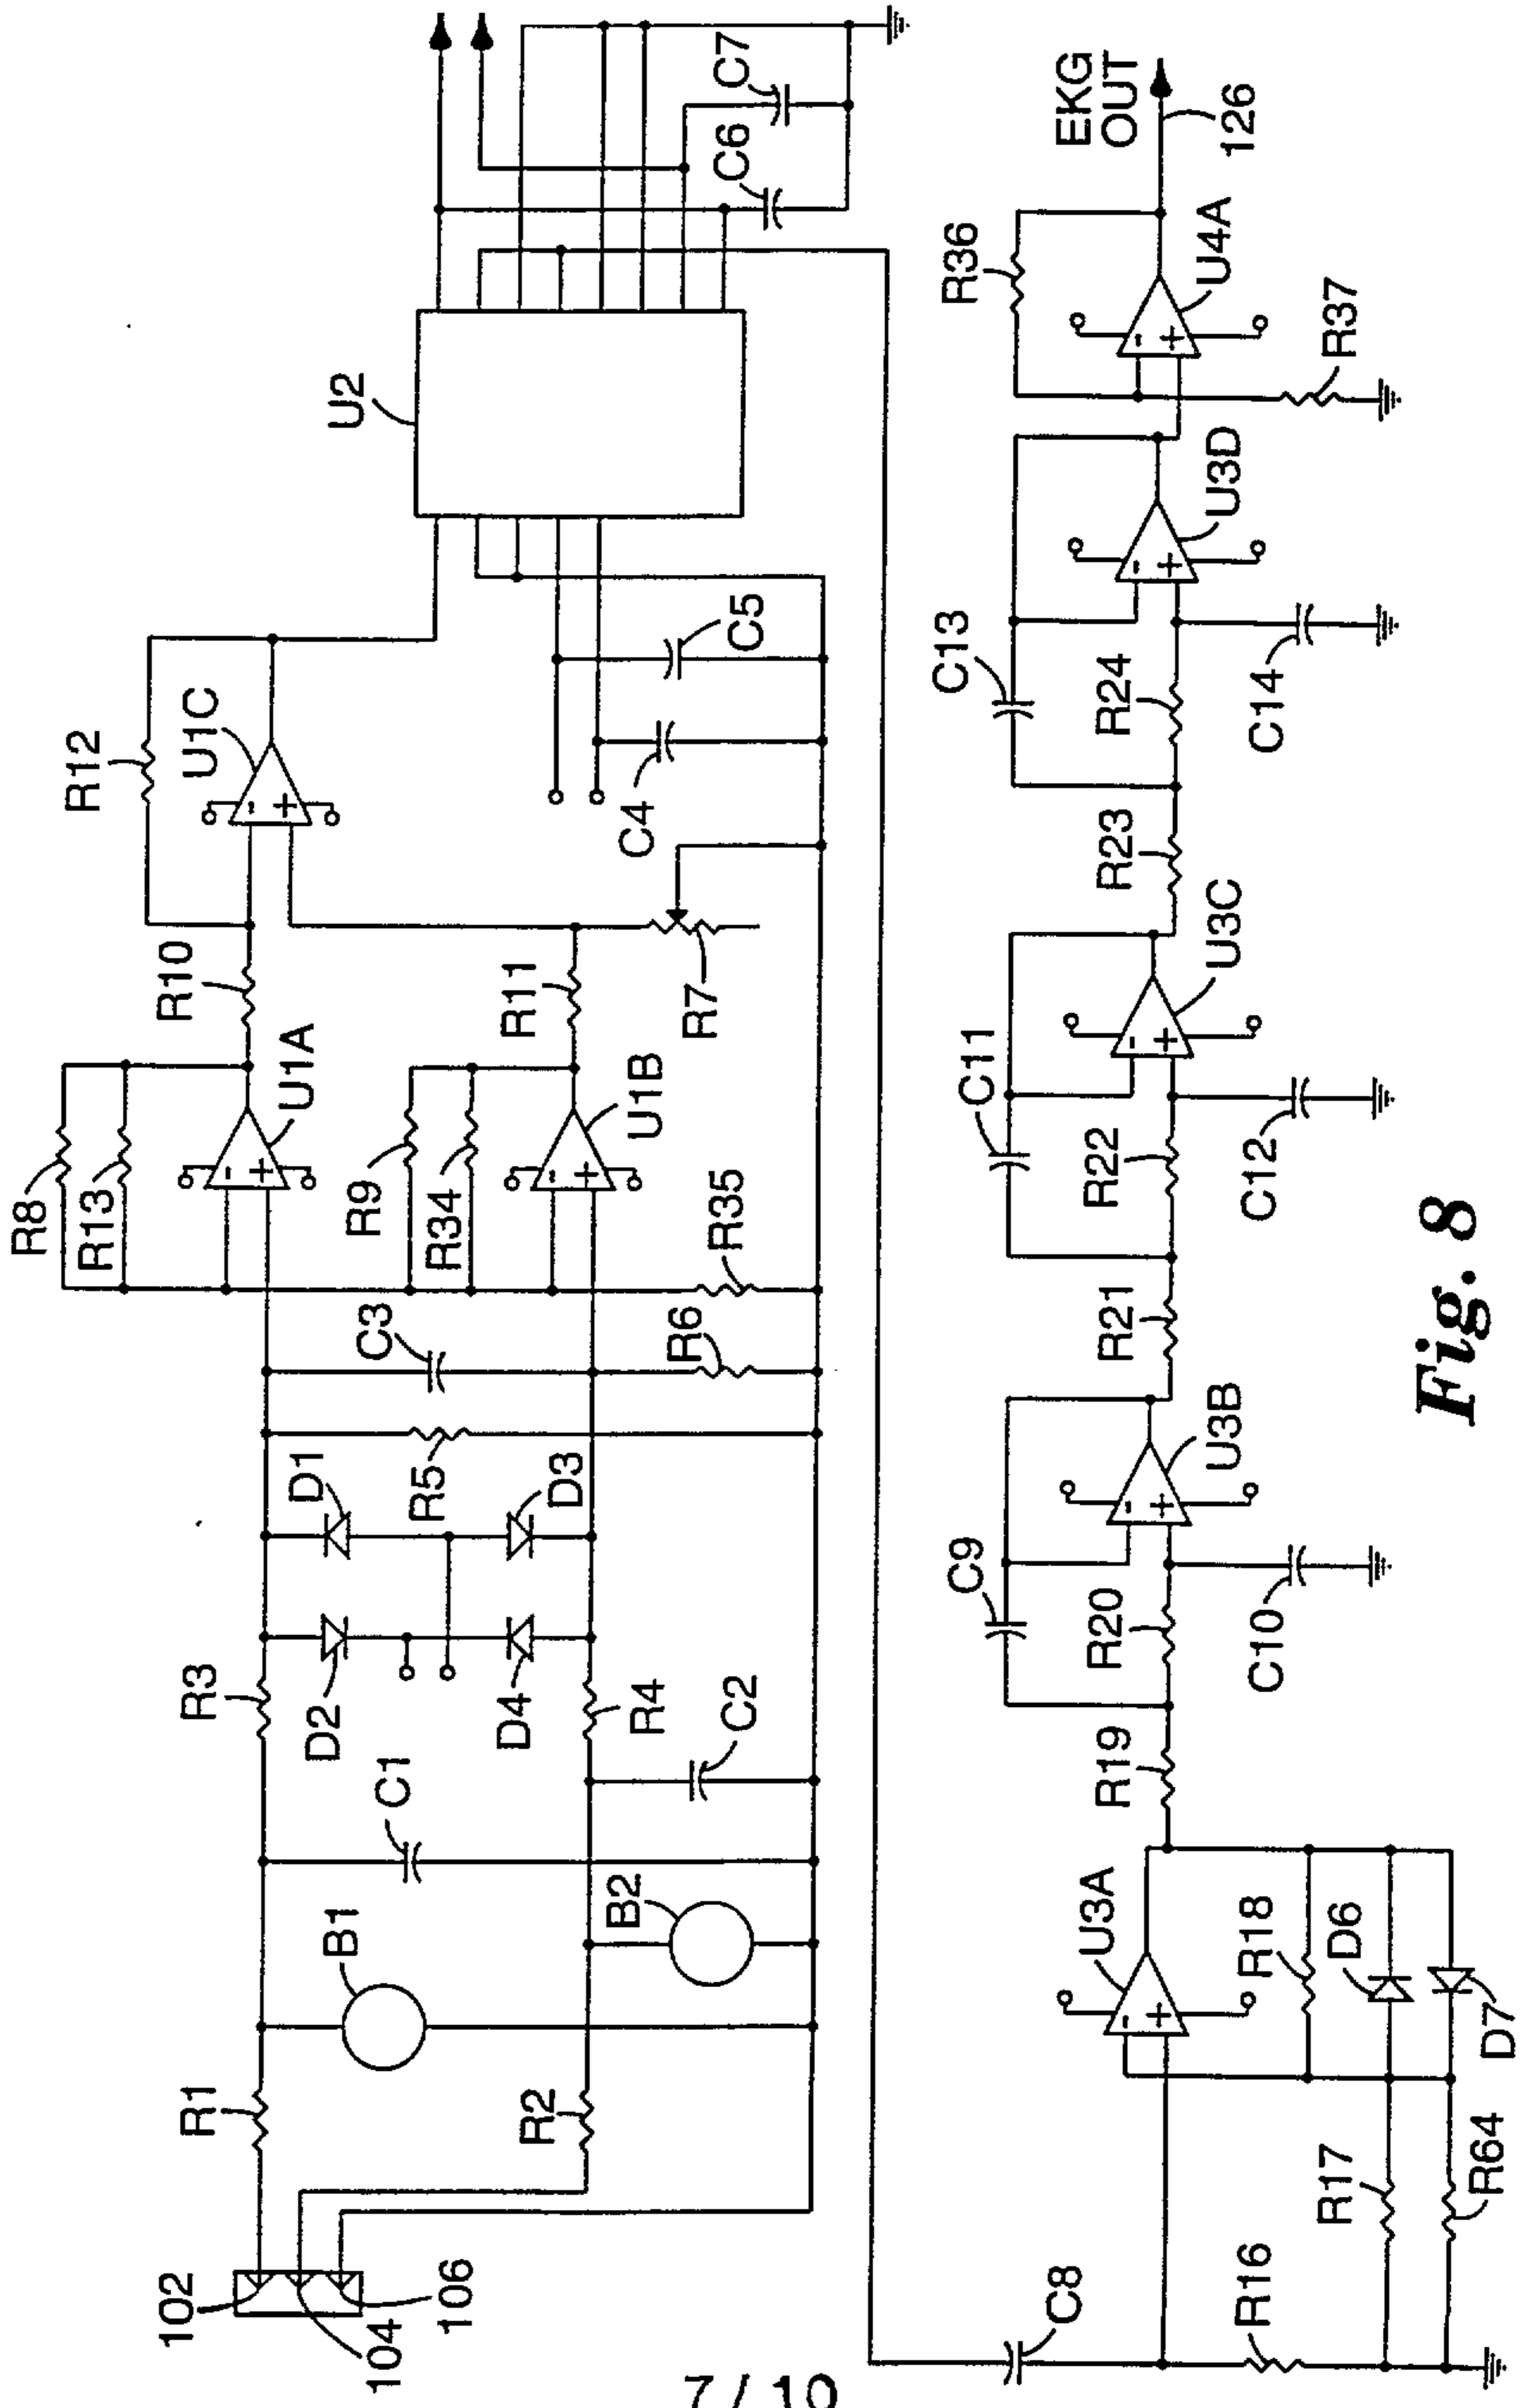 R8
R12
R13
R10
U1C
R3
D1
C3
U1A
R1
D2
R5
R9
R34
R11
U2
102
B1
C1
D4
D3
R6
U1B
R7
C4
C5
104
106
R2
B2
R4
C2
R35
C6
C7
C8
U3A
C9
C11
C13
R36
EKG
OUT
R16
R17
R18
R19
R20
U3B
R21
R22
U3C
R23
R24
U3D
U4A
126
R64
D6
D7
C10
C12
C14
R37
Fig. 8
7 / 10